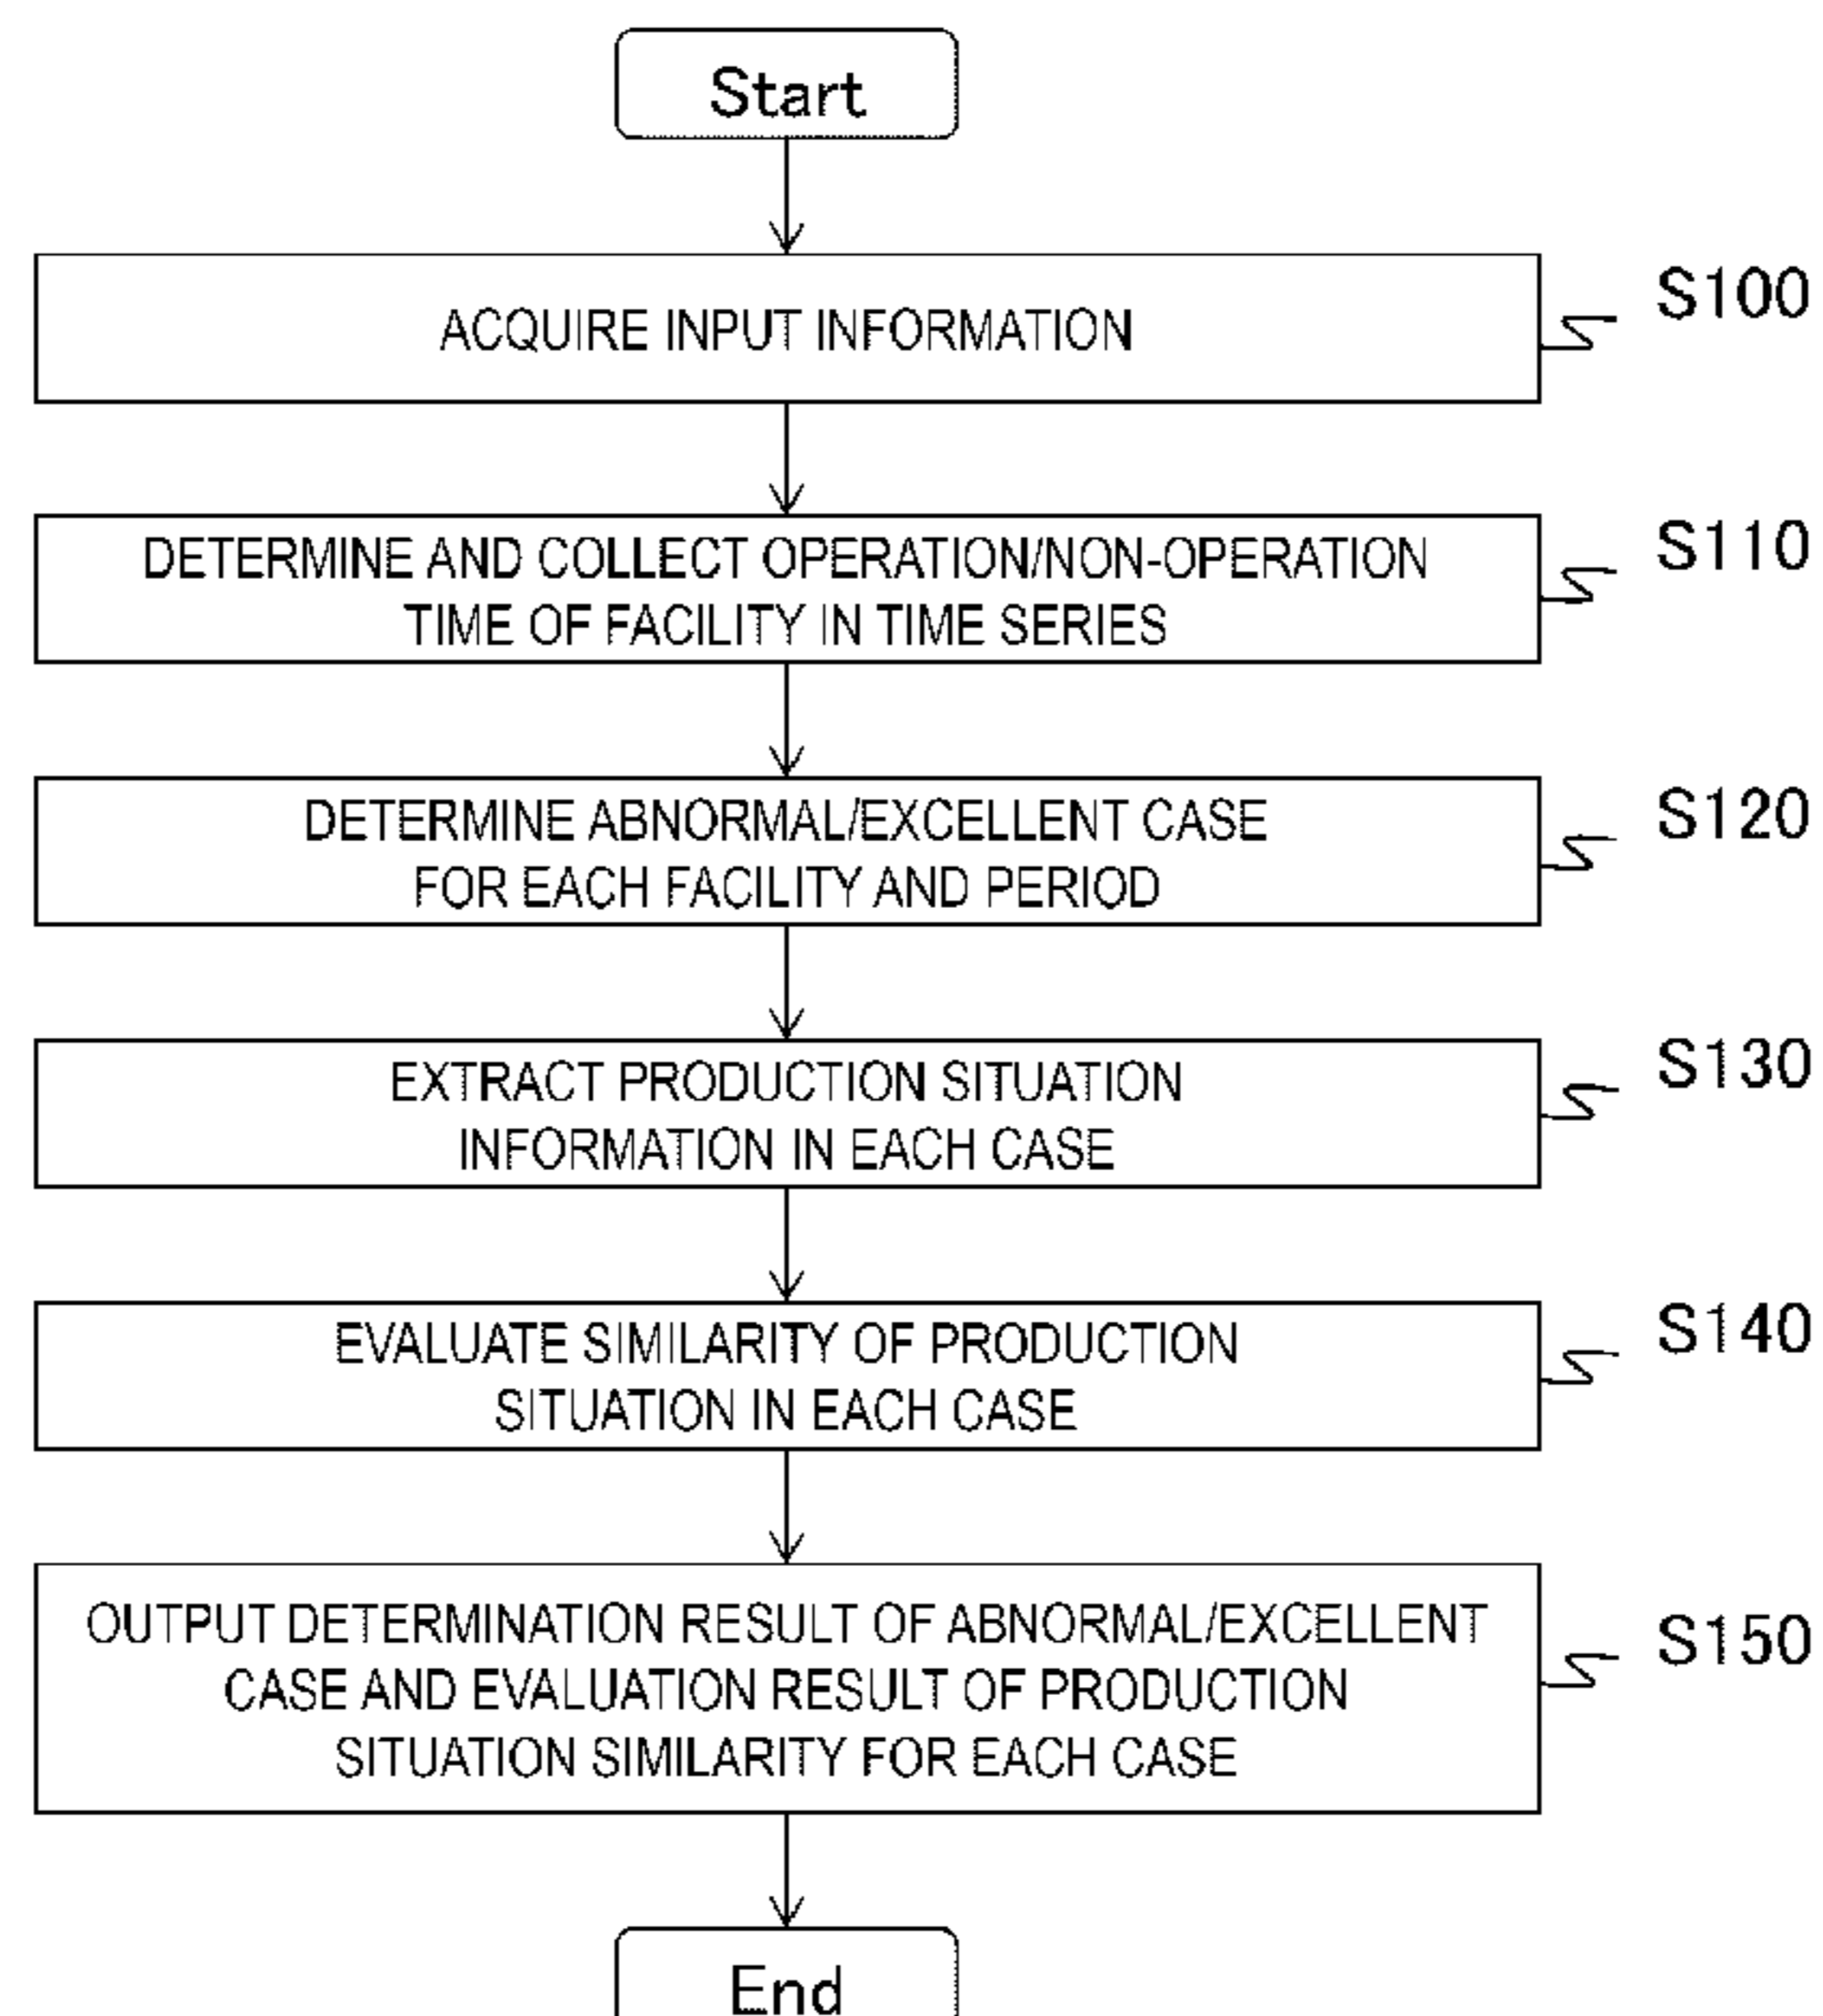 Start
ACQUIRE INPUT INFORMATION
S100
DETERMINE AND COLLECT OPERATION/NON-OPERATION
TIME OF FACILITY IN TIME SERIES
S110
DETERMINE ABNORMAL/EXCELLENT CASE
FOR EACH FACILITY AND PERIOD
S120
EXTRACT PRODUCTION SITUATION
INFORMATION IN EACH CASE
S130
EVALUATE SIMILARITY OF PRODUCTION
SITUATION IN EACH CASE
S140
OUTPUT DETERMINATION RESULT OF ABNORMAL/EXCELLENT
CASE AND EVALUATION RESULT OF PRODUCTION
SITUATION SIMILARITY FOR EACH CASE
S150
End